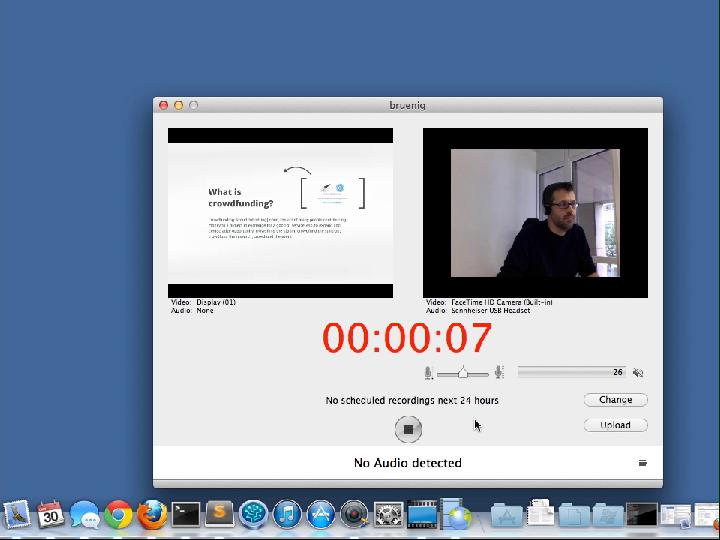 bruenig
What is
crowdfunding?
Video: Display (01)
Audio: None
Video: FaceTime HD Camera (Built-in)
Audio: Sennheiser USB Headset
00:00:07
26
No scheduled recordings next 24 hours
Change
Upload
No Audio detected
30
S